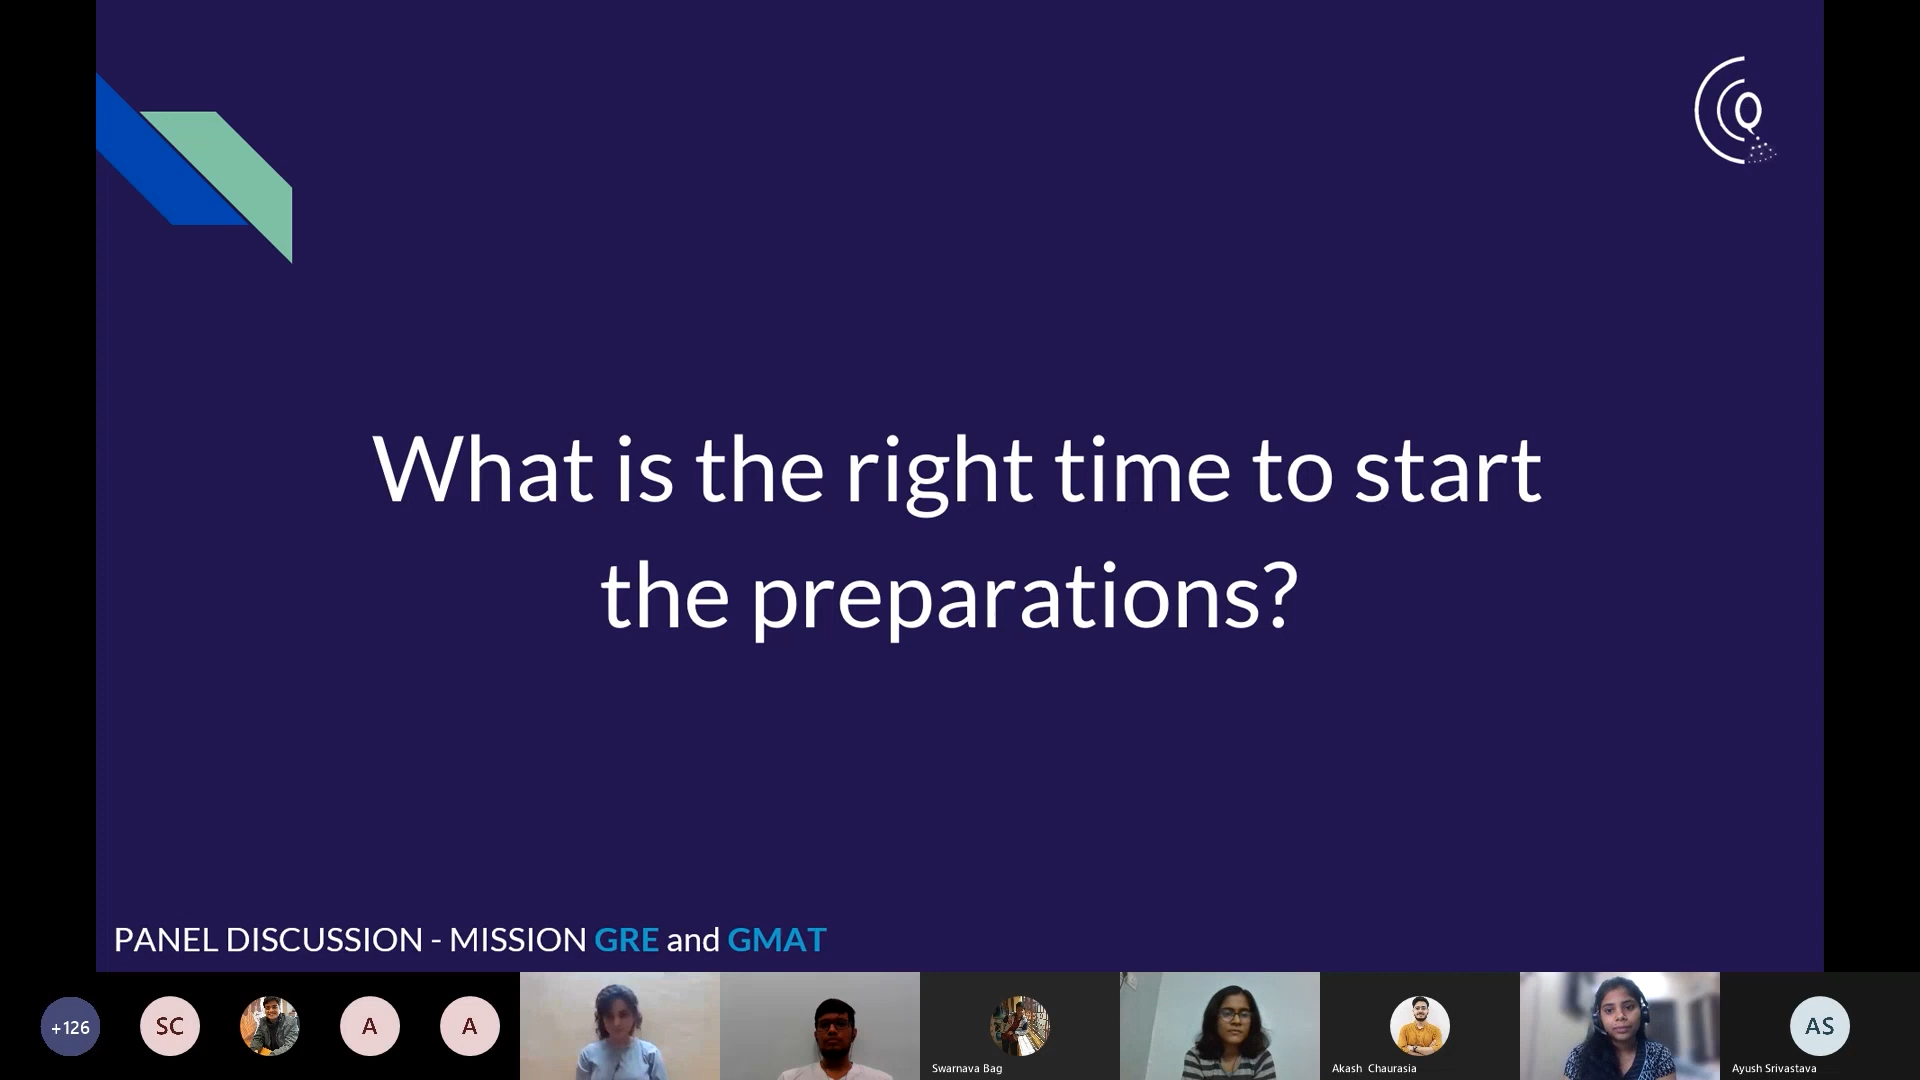 Q
What is the right time to start
the preparations?
PANEL DISCUSSION - MISSION GRE and GMAT
+126
SC
A
A
Swarnava Bag
Akash Chaurasia
AS
Ayush Srivastava